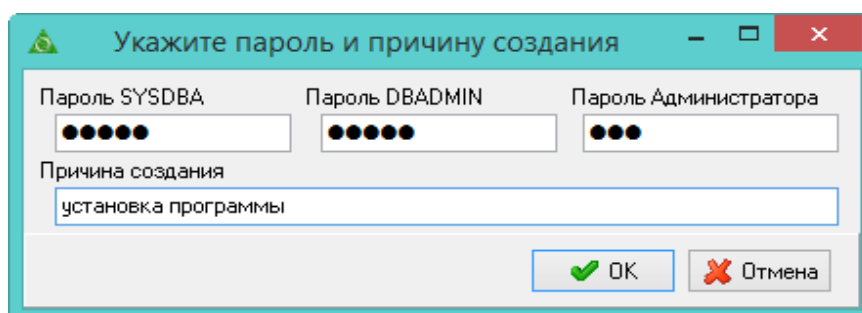 Укажите пароль и причину создания
Пароль SYSDBA Пароль DBADMIN Пароль Администратора
●●●●● ●●●●● ●●●
Причина создания
установка программы
OK Отмена